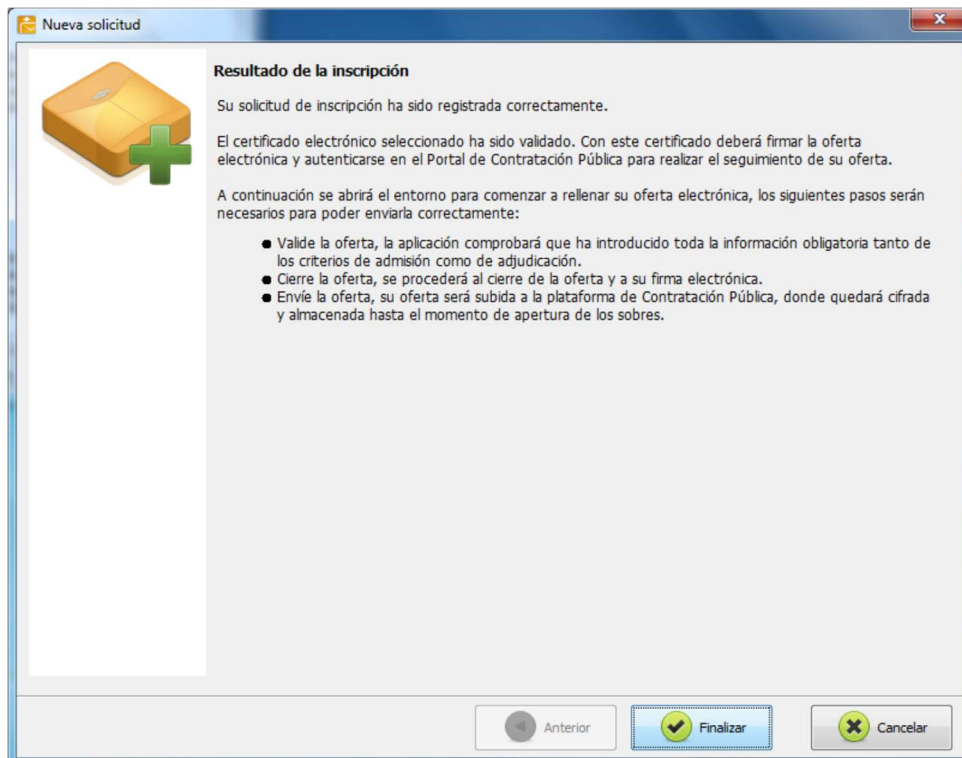 Nueva solicitud
Resultado de la inscripción
Su solicitud de inscripción ha sido registrada correctamente.
El certificado electrónico seleccionado ha sido validado. Con este certificado deberá firmar la oferta
electrónica y autenticarse en el Portal de Contratación Pública para realizar el seguimiento de su oferta.
A continuación se abrirá el entorno para comenzar a rellenar su oferta electrónica, los siguientes pasos serán
necesarios para poder enviarla correctamente:
● Valide la oferta, la aplicación comprobará que ha introducido toda la información obligatoria tanto de
los criterios de admisión como de adjudicación.
● Cierre la oferta, se procederá al cierre de la oferta y a su firma electrónica.
● Envíe la oferta, su oferta será subida a la plataforma de Contratación Pública, donde quedará cifrada
y almacenada hasta el momento de apertura de los sobres.
Anterior
Finalizar
Cancelar